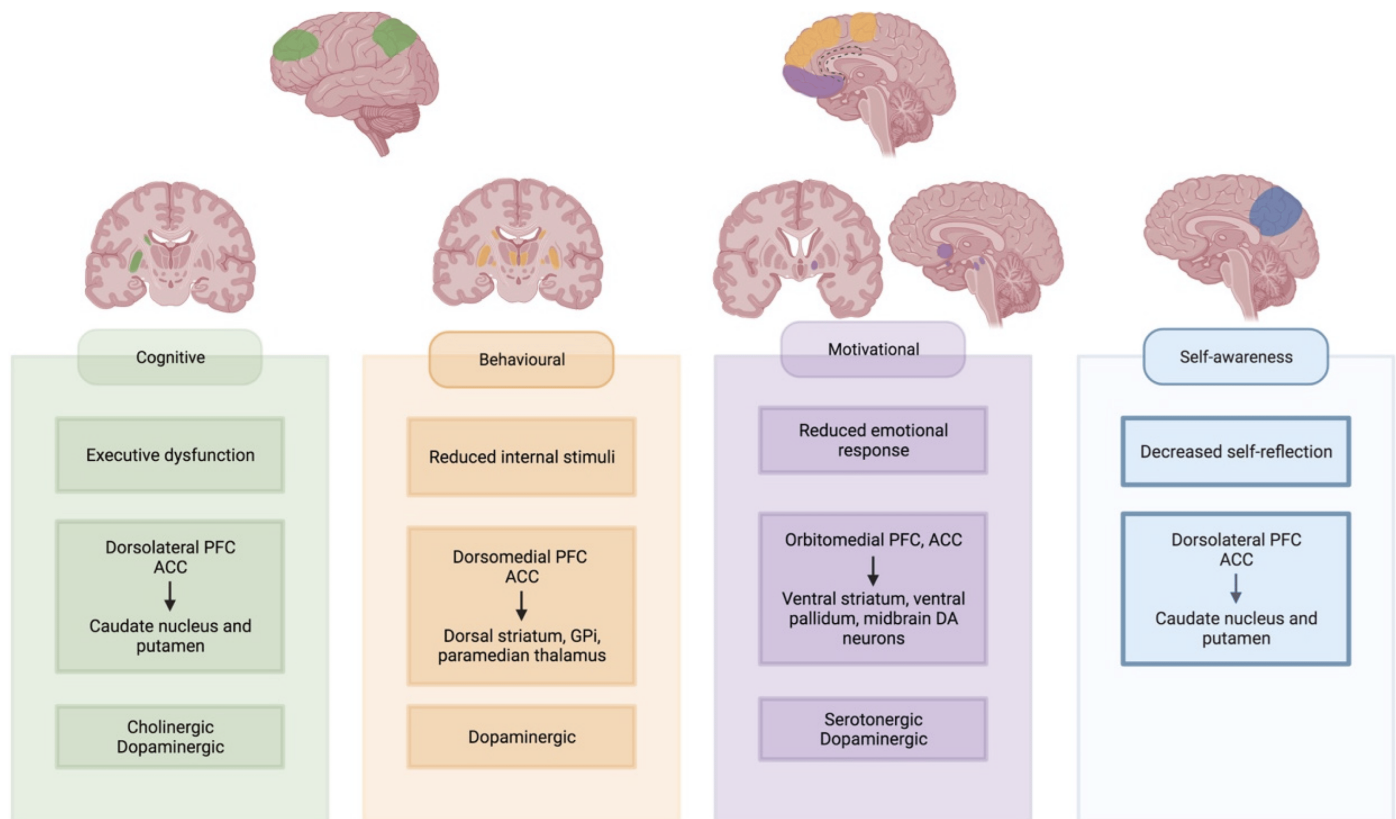 Cognitive
Executive dysfunction
Dorsolateral PFC
ACC
Caudate nucleus and
putamen
Cholinergic
Dopaminergic
Behavioural
Reduced internal stimuli
Dorsomedial PFC
ACC
Dorsal striatum, GPi,
paramedian thalamus
Dopaminergic
Motivational
Reduced emotional
response
Orbitomedial PFC, ACC
Ventral striatum, ventral
pallidum, midbrain DA
neurons
Serotonergic
Dopaminergic
Self-awareness
Decreased self-reflection
Dorsolateral PFC
ACC
Caudate nucleus and
putamen